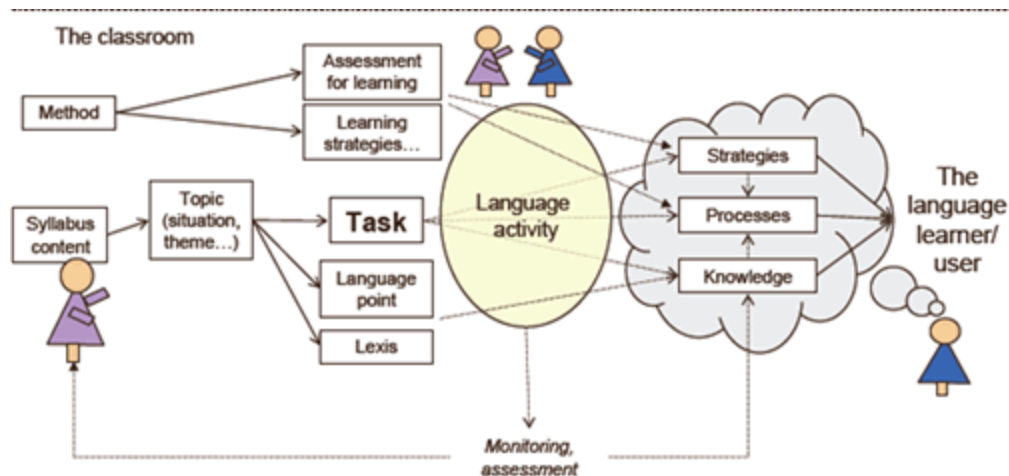 The classroom
Method
Assessment
for learning
Learning
strategies...
Syllabus
content
Topic
(situation,
theme...)
Task
Language
point
Lexis
Language
activity
Strategies
Processes
Knowledge
The
language
learner/
user
Monitoring,
assessment